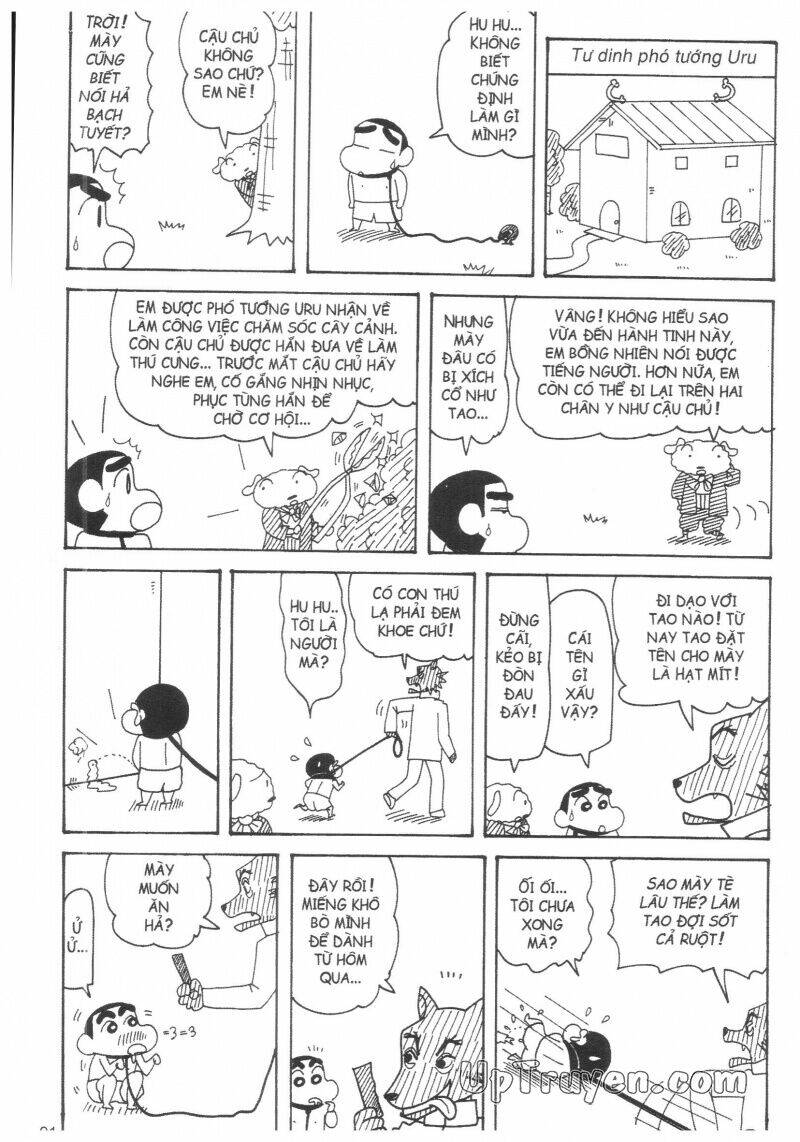 Tư dinh phó tướng Uru
HU HU...
KHÔNG
BIẾT
CHÚNG
ĐỊNH
LÀM GÌ
MÌNH?
CẬU CHỦ
KHÔNG
SAO CHỨ?
EM NÈ!
TRỜI!
MÀY
CŨNG
BIẾT
NÓI HẢ
BẠCH
TUYẾT?
VÂNG! KHÔNG HIỂU SAO
VỪA ĐẾN HÀNH TINH NÀY,
EM BỖNG NHIÊN NÓI ĐƯỢC
TIẾNG NGƯỜI. HƠN NỮA, EM
CÒN CÓ THỂ ĐI LẠI TRÊN HAI
CHÂN Y NHƯ CẬU CHỦ!
NHƯNG
MÀY
ĐÂU CÓ
BỊ XÍCH
CỔ NHƯ
TAO...
EM ĐƯỢC PHÓ TƯỚNG URU NHẬN VỀ
LÀM CÔNG VIỆC CHĂM SÓC CÂY CẢNH.
CÒN CẬU CHỦ ĐƯỢC HẮN ĐƯA VỀ LÀM
THÚ CƯNG... TRƯỚC MẮT CẬU CHỦ HÃY
NGHE EM, CỐ GẮNG NHỊN NHỤC,
PHỤC TÙNG HẮN ĐỂ
CHỜ CƠ HỘI...
ĐI DẠO VỚI
TAO NÀO! TỪ
NAY TAO ĐẶT
TÊN CHO MÀY
LÀ HẠT MÍT!
CÁI
TÊN
GÌ
XẤU
VẬY?
ĐỪNG
CÃI,
KẺO BỊ
ĐÒN
ĐAU
ĐẤY!
CÓ CON THÚ
LẠ PHẢI ĐEM
KHOE CHỨ!
HU HU..
TÔI LÀ
NGƯỜI
MÀ?
SAO MÀY TÈ
LÂU THẾ? LÀM
TAO ĐỢI SỐT
CẢ RUỘT!
ỐI ỐI...
TÔI CHƯA
XONG
MÀ?
ĐÂY RỒI!
MIẾNG KHÔ
BÒ MÌNH
ĐỂ DÀNH
TỪ HÔM
QUA...
MÀY
MUỐN
ĂN
HẢ?
Ử
Ử...
=3=3
UpTruyen.com